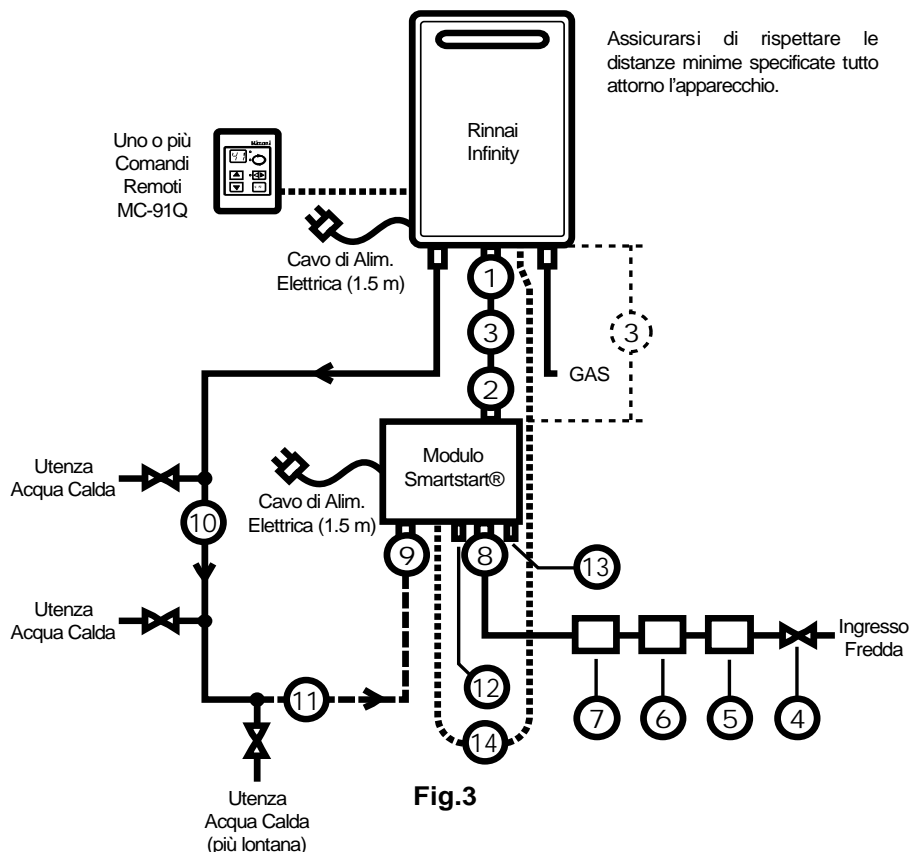 Assicurarsi di rispettare le
distanze minime specificate tutto
attorno l'apparecchio.
Rinnai
Infinity
Uno o più
Comandi
Remoti
MC-91Q
Rinnai
Cavo di Alim.
Elettrica (1.5 m)
1
3
3
2
GAS
Modulo
Smartstart®
Utenza
Acqua Calda
Cavo di Alim.
Elettrica (1.5 m)
10
9
8
13
Utenza
Acqua Calda
Ingresso
Fredda
11
12
7
6
5
4
14
Fig.3
Utenza
Acqua Calda
(più lontana)